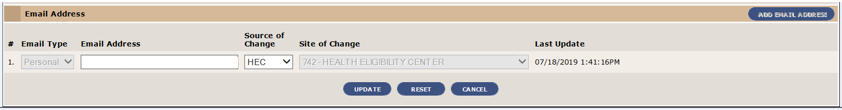 Email Address
ADD EMAIL ADDRESS
# Email Type Email Address Source of Change Site of Change Last Update
1. Personal HEC 742 - HEALTH ELIGIBILITY CENTER 07/18/2019 1:41:16PM
UPDATE RESET CANCEL